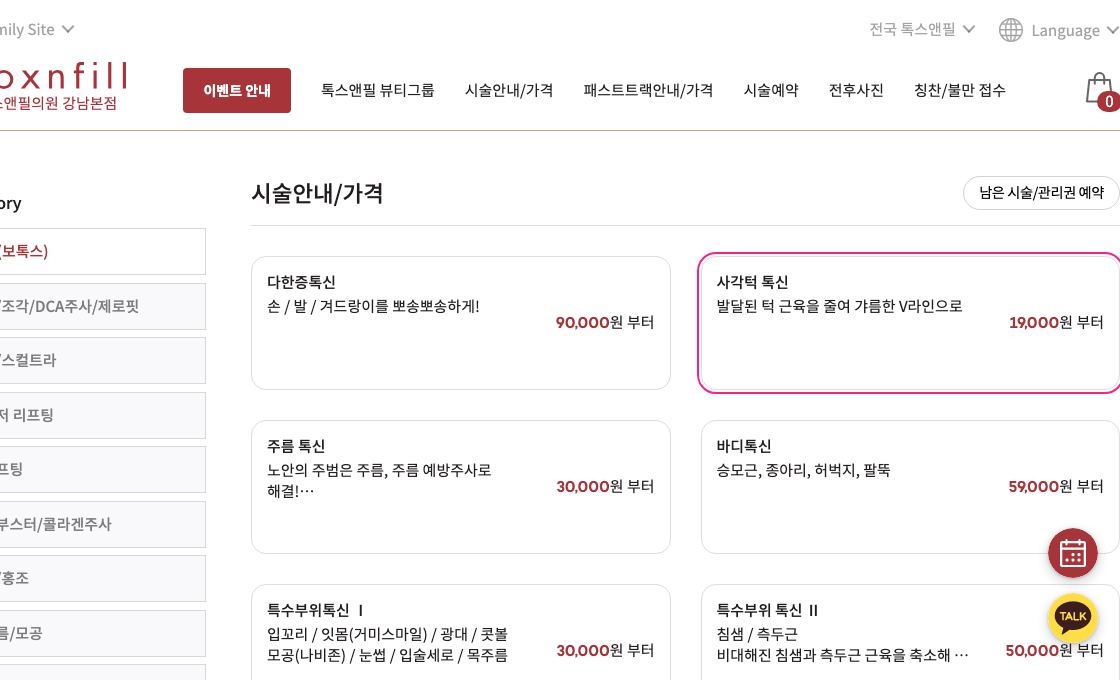 mily Site
전국 톡스앤필
Language
oxnfill
스앤필의원 강남본점
이벤트 안내
톡스앤필 뷰티그룹
시술안내/가격
패스트트랙안내/가격
시술예약
전후사진
칭찬/불만 접수
0
ory
(보톡스)
/조각/DCA주사/제로핏
/스컬트라
저 리프팅
프팅
부스터/콜라겐주사
/홍조
름/모공
시술안내/가격
남은 시술/관리권 예약
다한증톡신
손 / 발 / 겨드랑이를 뽀송뽀송하게!
90,000원 부터
사각턱 톡신
발달된 턱 근육을 줄여 갸름한 V라인으로
19,000원 부터
주름 톡신
노안의 주범은 주름, 주름 예방주사로
해결!…
30,000원 부터
바디톡신
승모근, 종아리, 허벅지, 팔뚝
59,000원 부터
특수부위톡신 Ⅰ
입꼬리 / 잇몸(거미스마일) / 광대 / 콧볼
모공(나비존) / 눈썹 / 입술세로 / 목주름
30,000원 부터
특수부위 톡신 Ⅱ
침샘 / 측두근
비대해진 침샘과 측두근 근육을 축소해 …
50,000원 부터
TALK